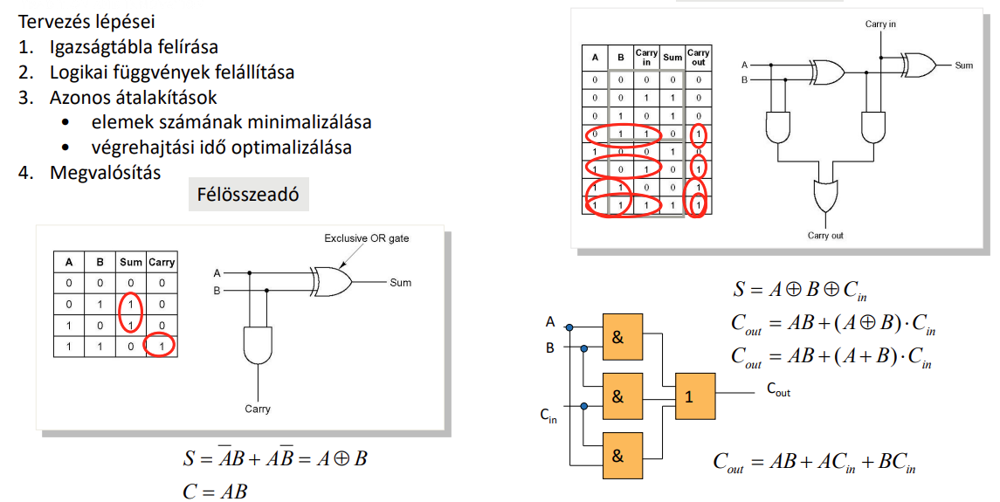 Tervezés lépései
1. Igazságtábla felírása
2. Logikai függvények felállítása
3. Azonos átalakítások
• elemek számának minimalizálása
• végrehajtási idő optimalizálása
4. Megvalósítás
Félösszeadó
A B Sum Carry
0 0 0 0
0 1 1 0
1 0 1 0
1 1 0 1
Exclusive OR gate
A
B
Sum
Carry
S = A̅B + AB̅ = A ⊕ B
C = AB
A B Carry in Sum Carry out
0 0 0 0 0
0 0 1 1 0
0 1 0 1 0
0 1 1 0 1
1 0 0 1 0
1 0 1 0 1
1 1 0 0 1
1 1 1 1 1
Carry in
A
B
Sum
Carry out
S = A ⊕ B ⊕ C_in
C_out = AB + (A ⊕ B) · C_in
C_out = AB + (A + B) · C_in
A
B
C_in
&
&
&
1
C_out
C_out = AB + AC_in + BC_in